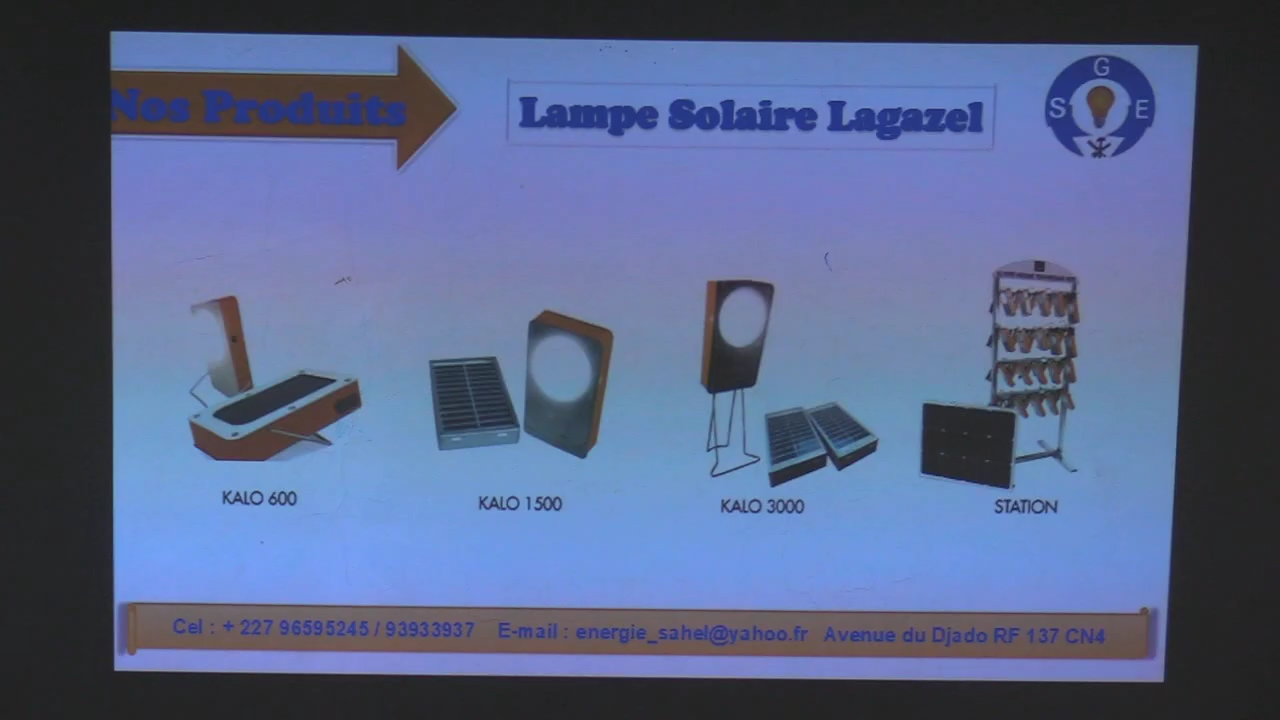 Nos Produits
Lampe Solaire Lagazel
G
S E
KALO 600
KALO 1500
KALO 3000
STATION
Cel : + 227 96595245 / 93933937 E-mail : energie_sahel@yahoo.fr Avenue du Djado RF 137 CN4